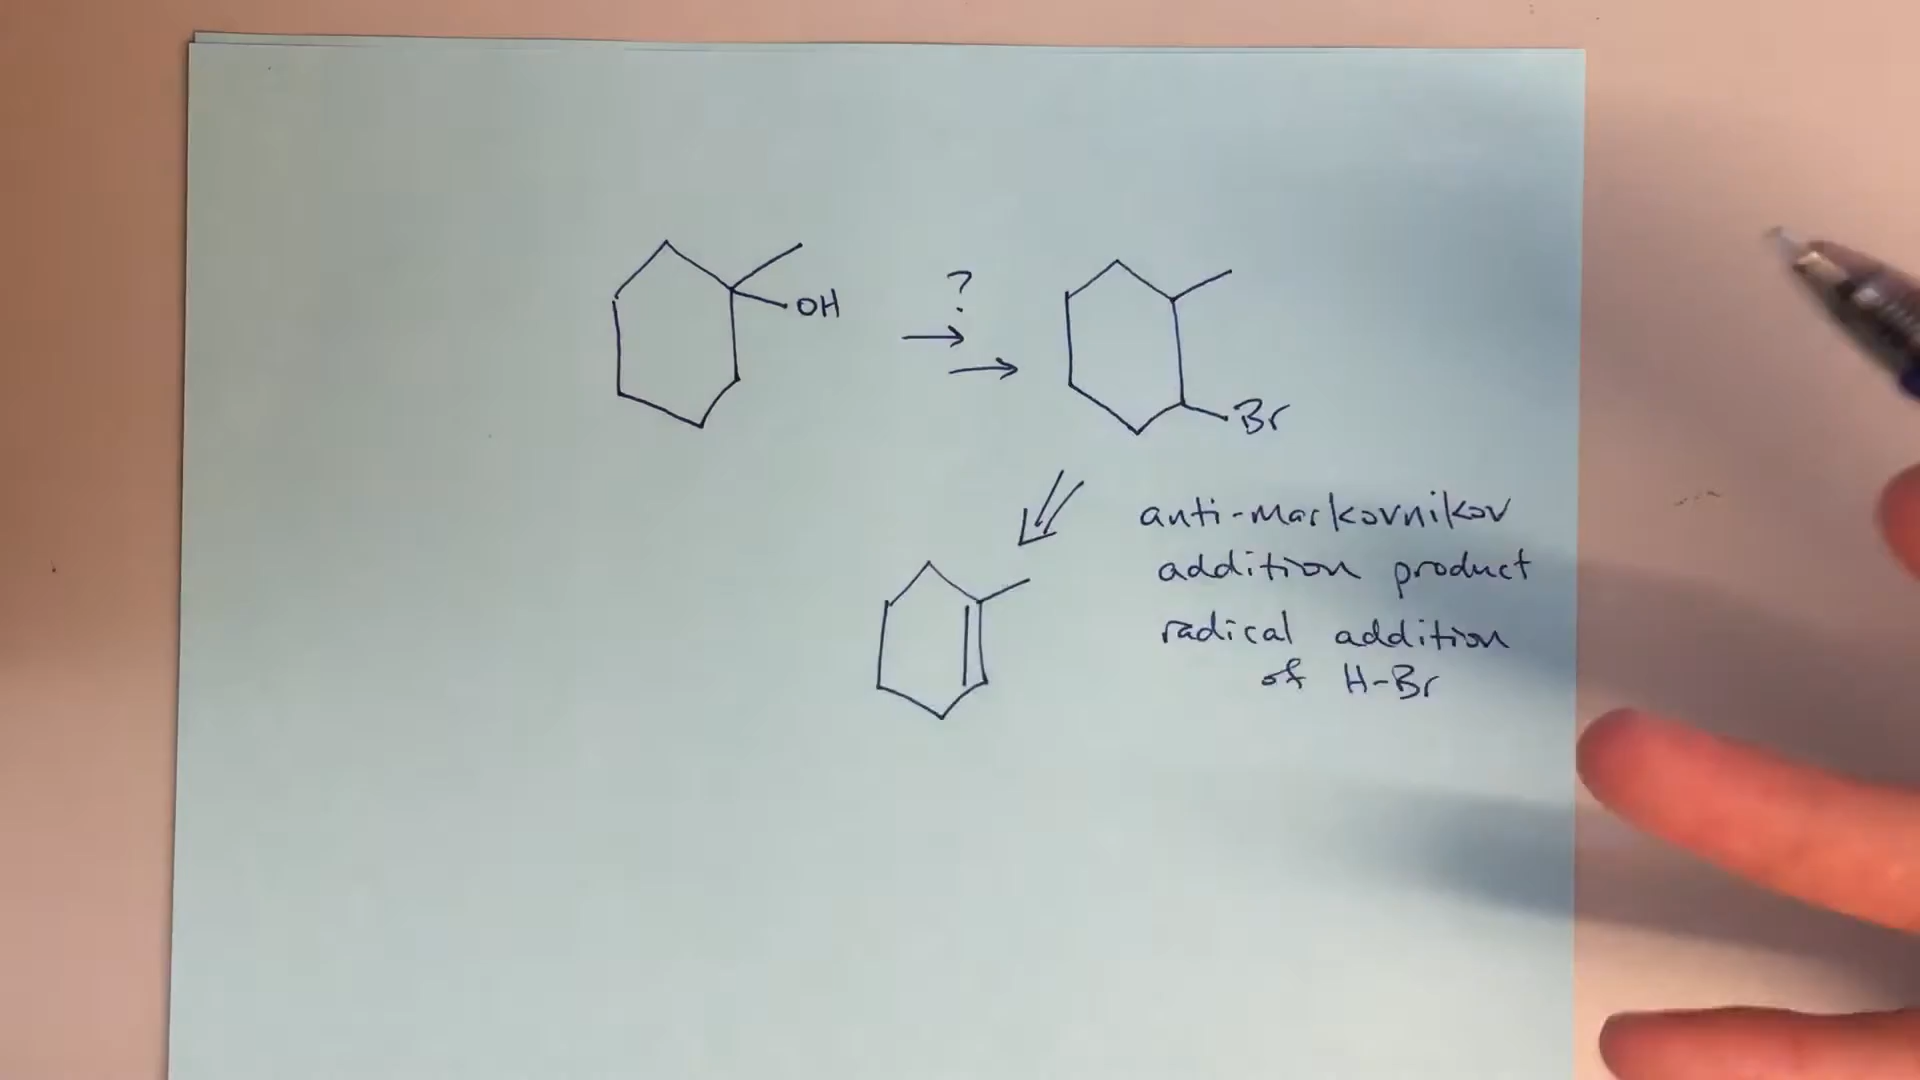 OH
?
Br
anti-markovnikov
addition product
radical addition
of H-Br